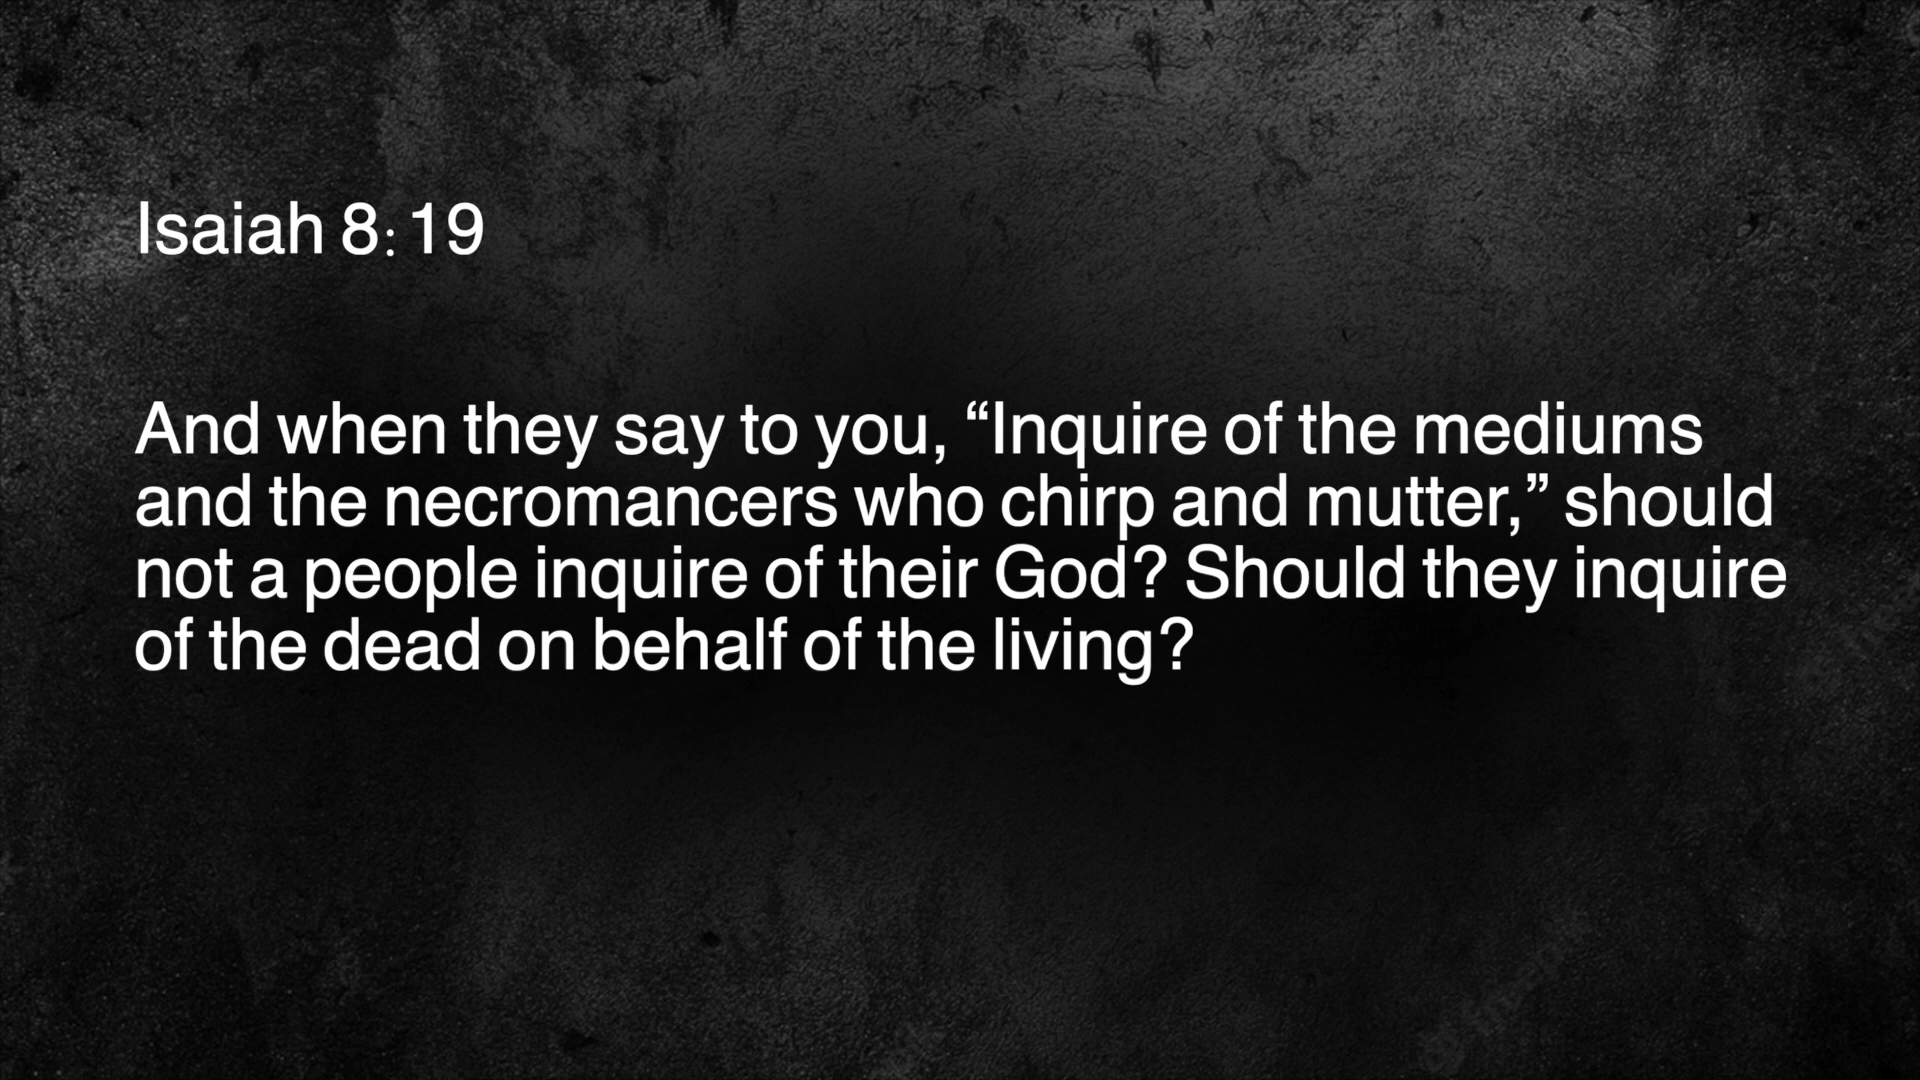 Isaiah 8:19
And when they say to you, “Inquire of the mediums
and the necromancers who chirp and mutter,” should
not a people inquire of their God? Should they inquire
of the dead on behalf of the living?